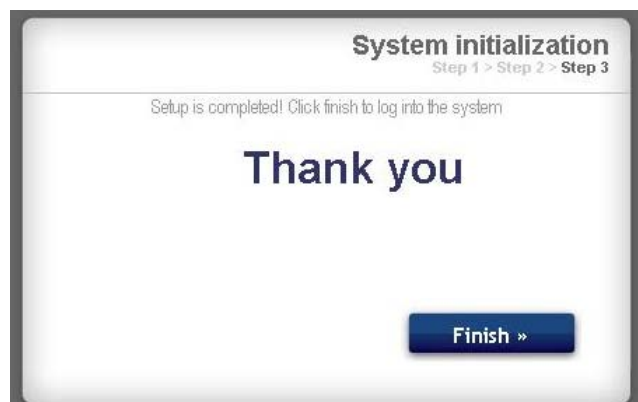 System initialization
Step 1 > Step 2 > Step 3
Setup is completed! Click finish to log into the system
Thank you
Finish »